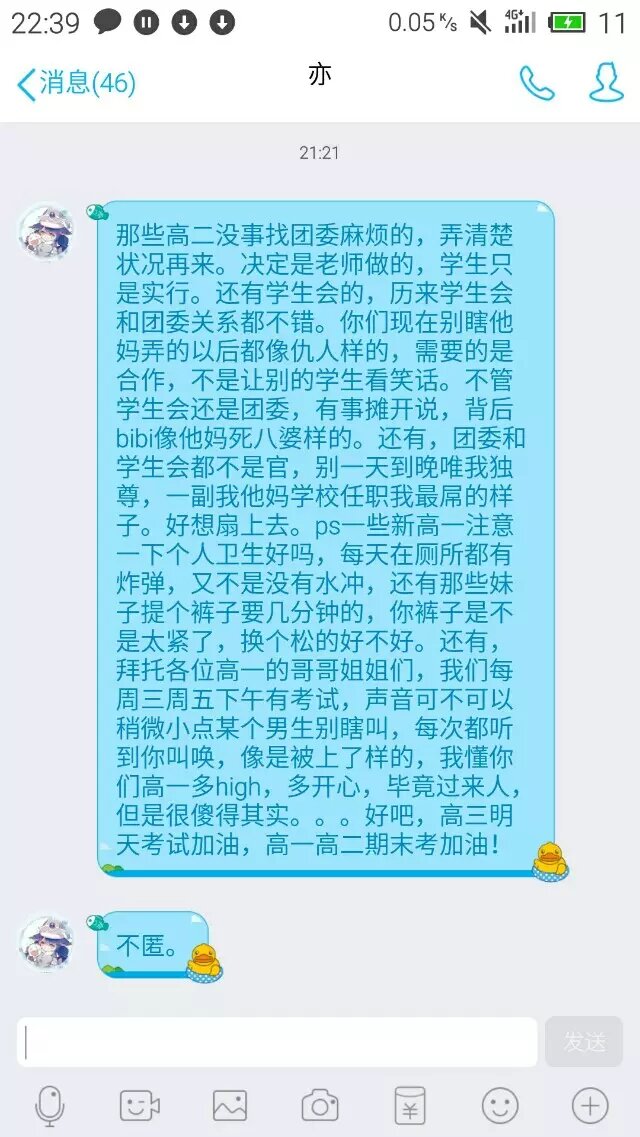 22:39
0.05 K/s
4G+
11
消息(46)
亦
21:21
那些高二没事找团委麻烦的，弄清楚
状况再来。决定是老师做的，学生只
是实行。还有学生会的，历来学生会
和团委关系都不错。你们现在别瞎他
妈弄的以后都像仇人样的，需要的是
合作，不是让别的学生看笑话。不管
学生会还是团委，有事摊开说，背后
bibi像他妈死八婆样的。还有，团委和
学生会都不是官，别一天到晚唯我独
尊，一副我他妈学校任职我最屌的样
子。好想扇上去。ps一些新高一注意
一下个人卫生好吗，每天在厕所都有
炸弹，又不是没有水冲，还有那些妹
子提个裤子要几分钟的，你裤子是不
是太紧了，换个松的好不好。还有，
拜托各位高一的哥哥姐姐们，我们每
周三周五下午有考试，声音可不可以
稍微小点某个男生别瞎叫，每次都听
到你叫唤，像是被上了样的，我懂你
们高一多high，多开心，毕竟过来人，
但是很傻得其实。。。好吧，高三明
天考试加油，高一高二期末考加油！
不匿。
发送